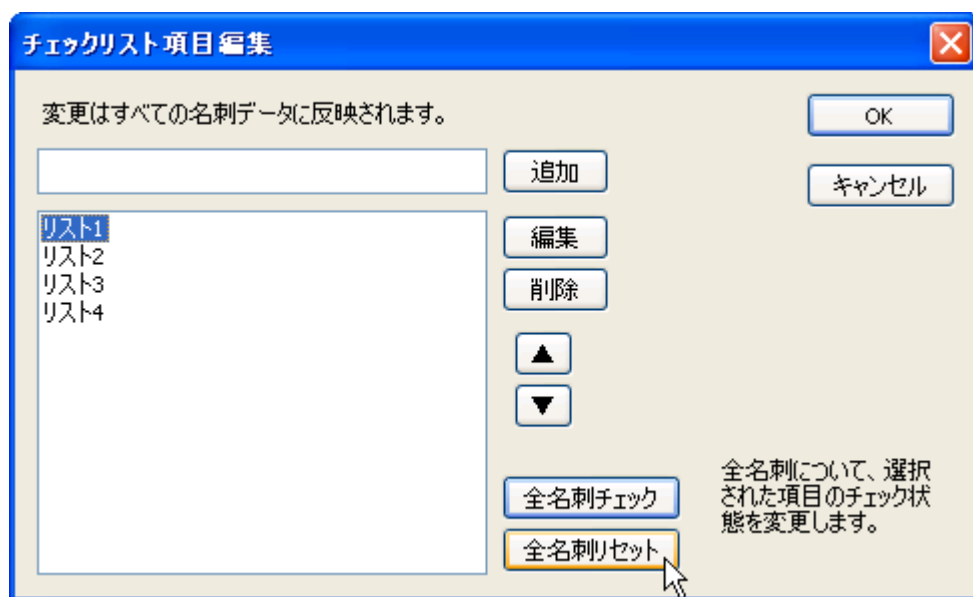 チェックリスト項目編集
変更はすべての名刺データに反映されます。
OK
追加
キャンセル
リスト1
リスト2
リスト3
リスト4
編集
削除
▲
▼
全名刺チェック
全名刺リセット
全名刺について、選択
された項目のチェック状
態を変更します。